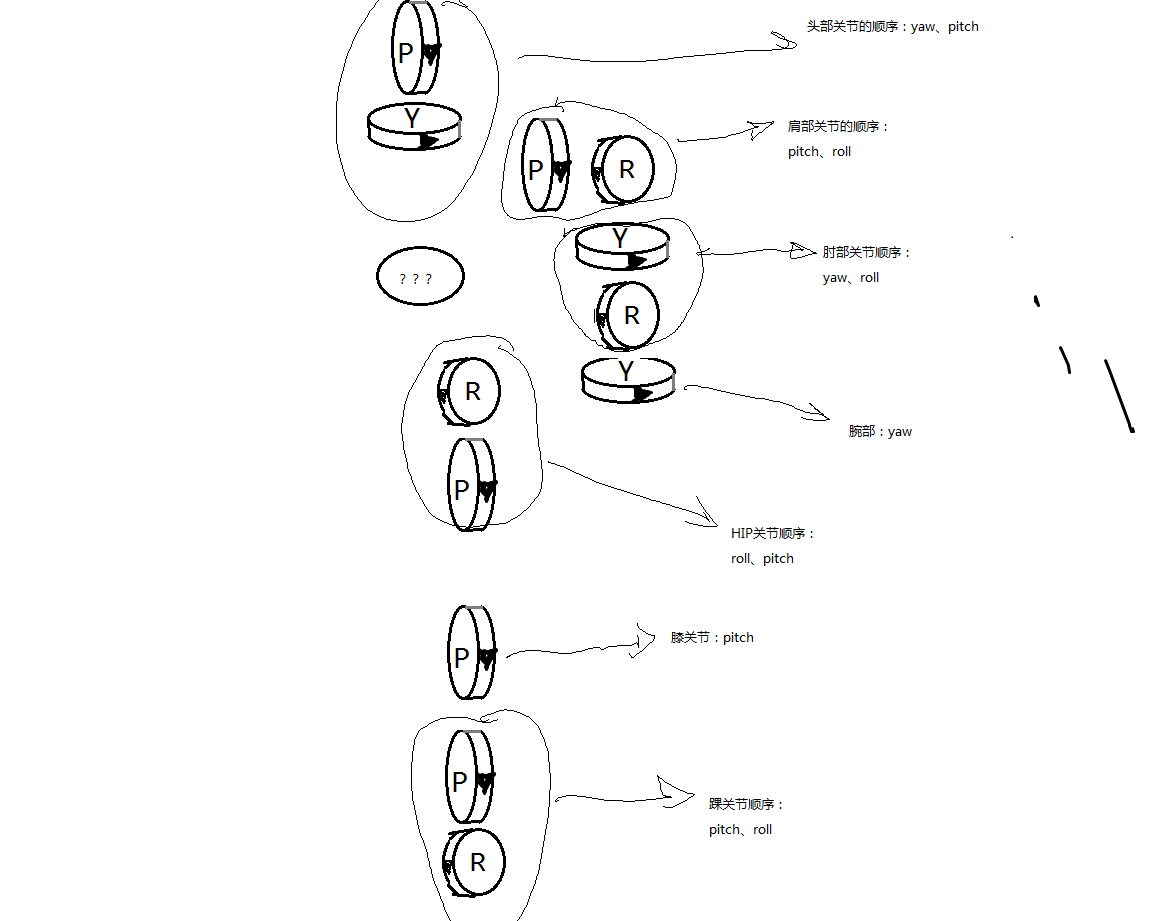 P
头部关节的顺序：yaw、pitch
Y
肩部关节的顺序：
pitch、roll
P
R
Y
肘部关节顺序：
yaw、roll
？？？
R
Y
R
腕部：yaw
P
HIP关节顺序：
roll、pitch
P
膝关节：pitch
P
踝关节顺序：
pitch、roll
R